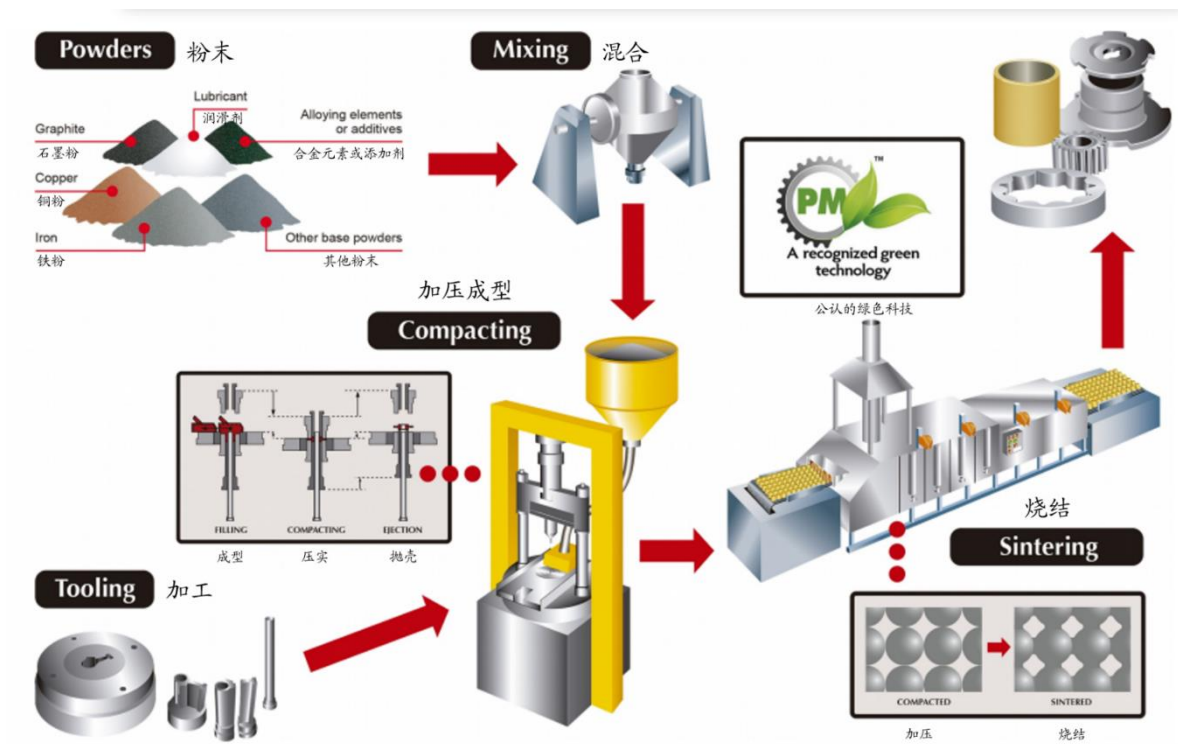 Powders 粉末
Lubricant
润滑剂
Graphite
石墨粉
Alloying elements
or additives
合金元素或添加剂
Copper
铜粉
Iron
铁粉
Other base powders
其他粉末
Mixing 混合
PM™
A recognized green
technology
公认的绿色科技
加压成型
Compacting
FILLING COMPACTING EJECTION
成型 压实 抛壳
Tooling 加工
烧结
Sintering
COMPACTED SINTERED
加压 烧结